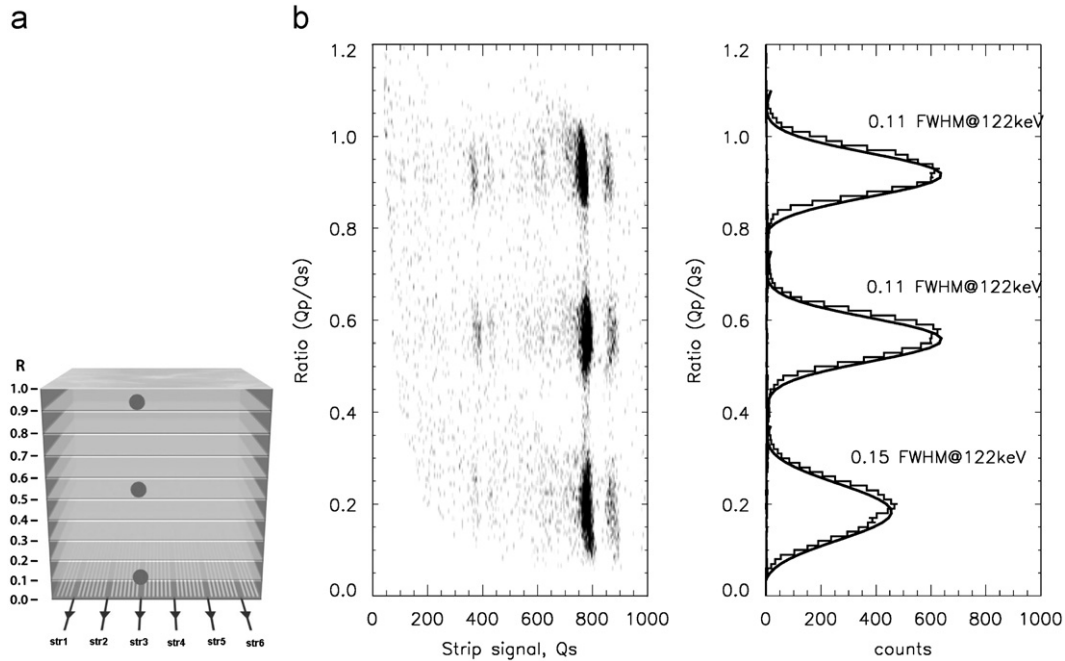 a
R
1.0
0.9
0.8
0.7
0.6
0.5
0.4
0.3
0.2
0.1
0.0
str1 str2 str3 str4 str5 str6
b
1.2
1.0
0.8
0.6
0.4
0.2
0.0
Ratio (Qp/Qs)
0 200 400 600 800 1000
Strip signal, Qs
1.2
1.0
0.8
0.6
0.4
0.2
0.0
Ratio (Qp/Qs)
0.11 FWHM@122keV
0.11 FWHM@122keV
0.15 FWHM@122keV
0 200 400 600 800 1000
counts